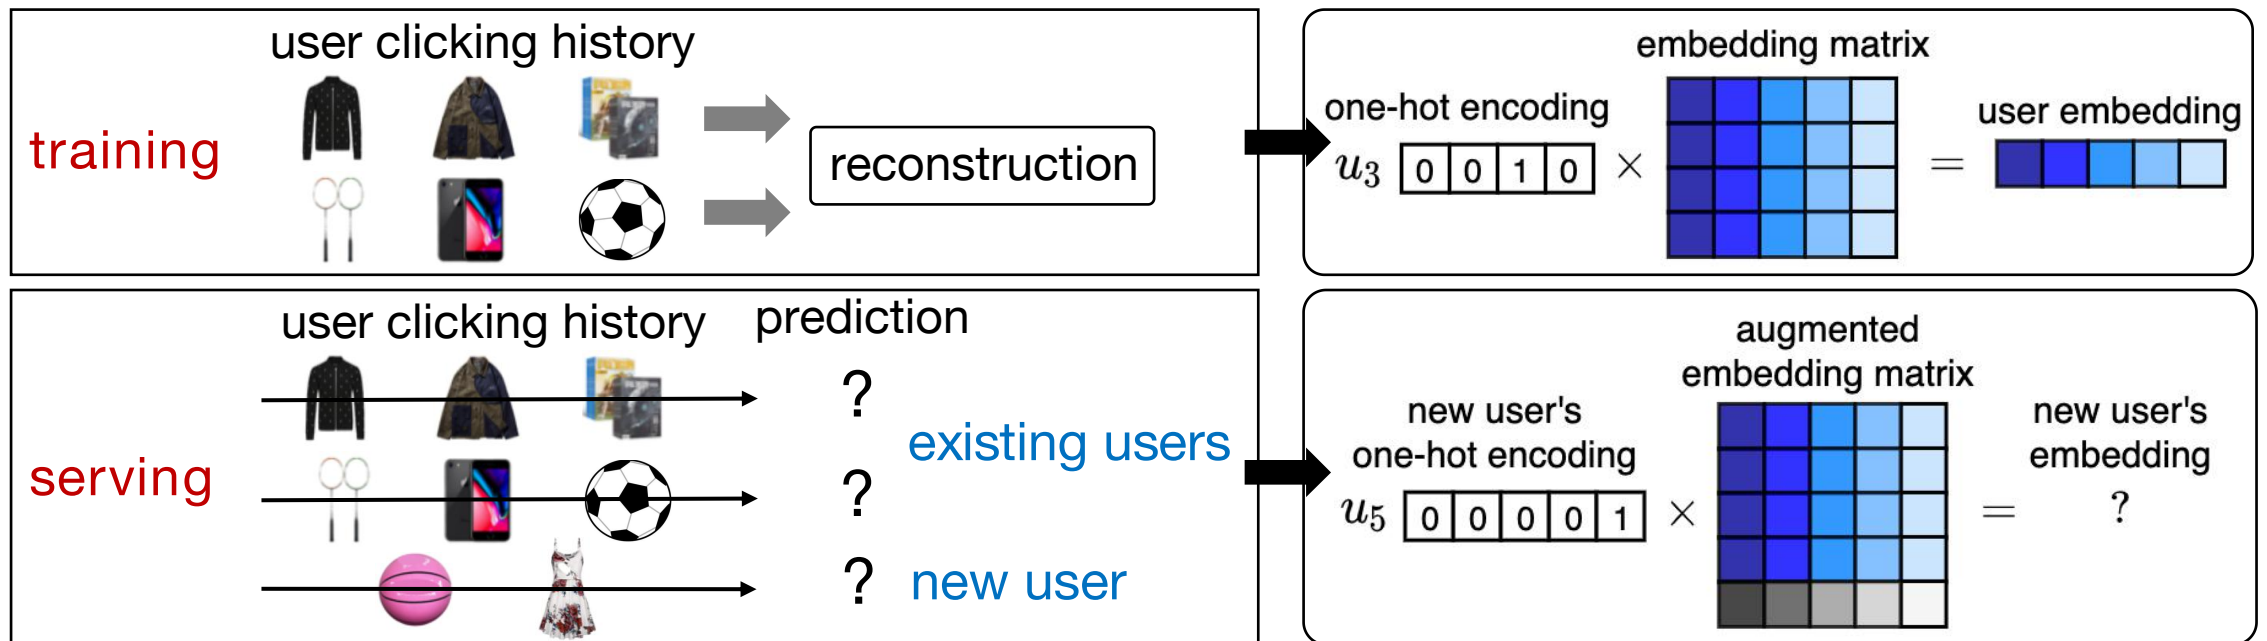 user clicking history
training
reconstruction
embedding matrix
one-hot encoding
user embedding
u3 0 0 1 0 × =
user clicking history prediction
serving
?
existing users
?
? new user
augmented
embedding matrix
new user's
one-hot encoding
new user's
embedding
u5 0 0 0 0 1 × = ?